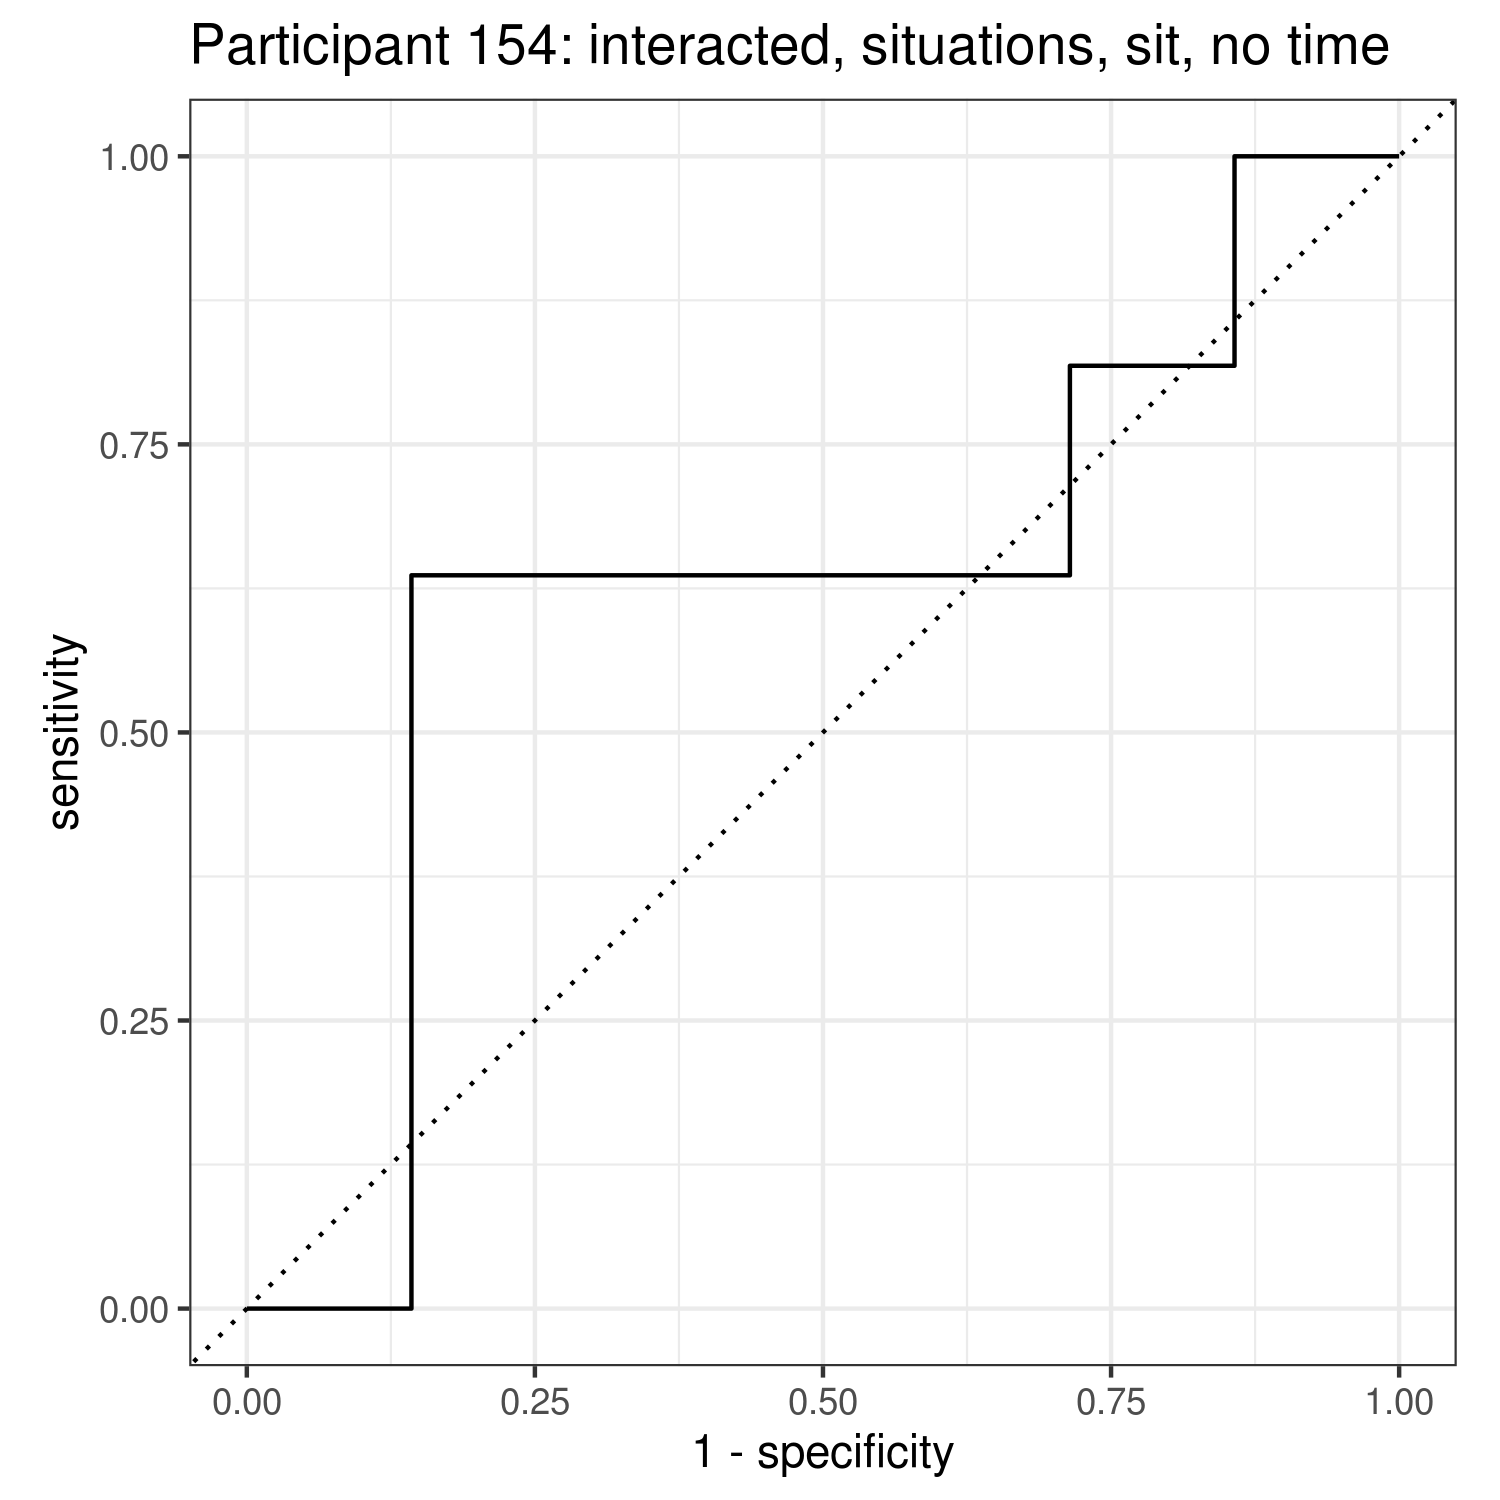 Participant 154: interacted, situations, sit, no time
1.00
0.75
0.50
0.25
0.00
sensitivity
0.00 0.25 0.50 0.75 1.00
1 - specificity